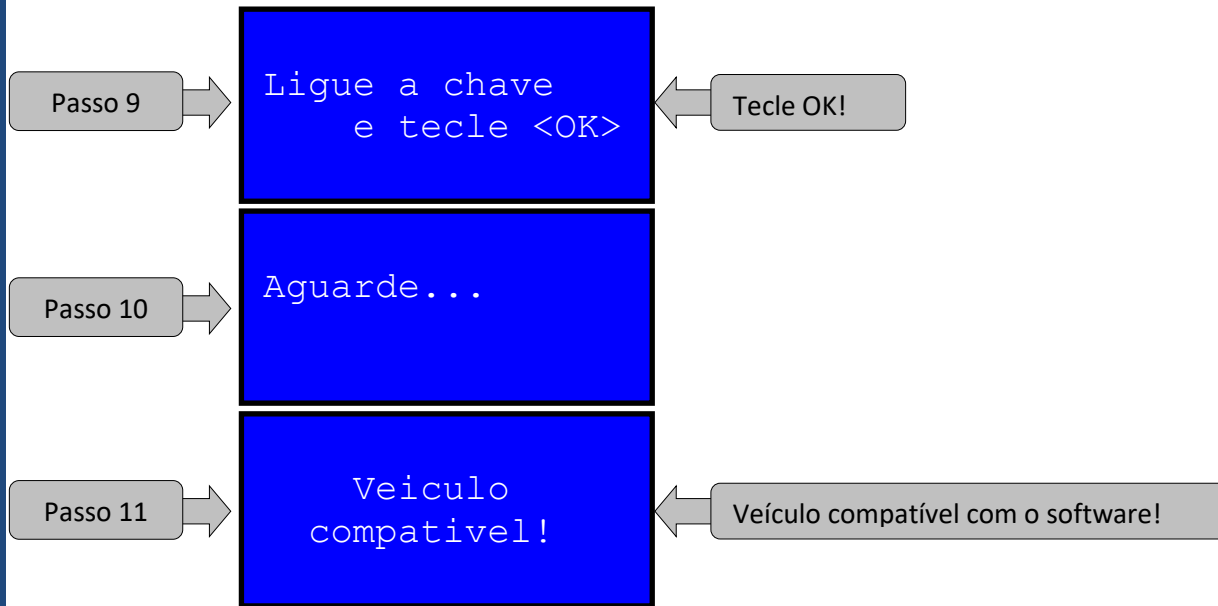 Passo 9
Ligue a chave
e tecle <OK>
Tecle OK!
Passo 10
Aguarde...
Passo 11
Veiculo
compativel!
Veículo compatível com o software!